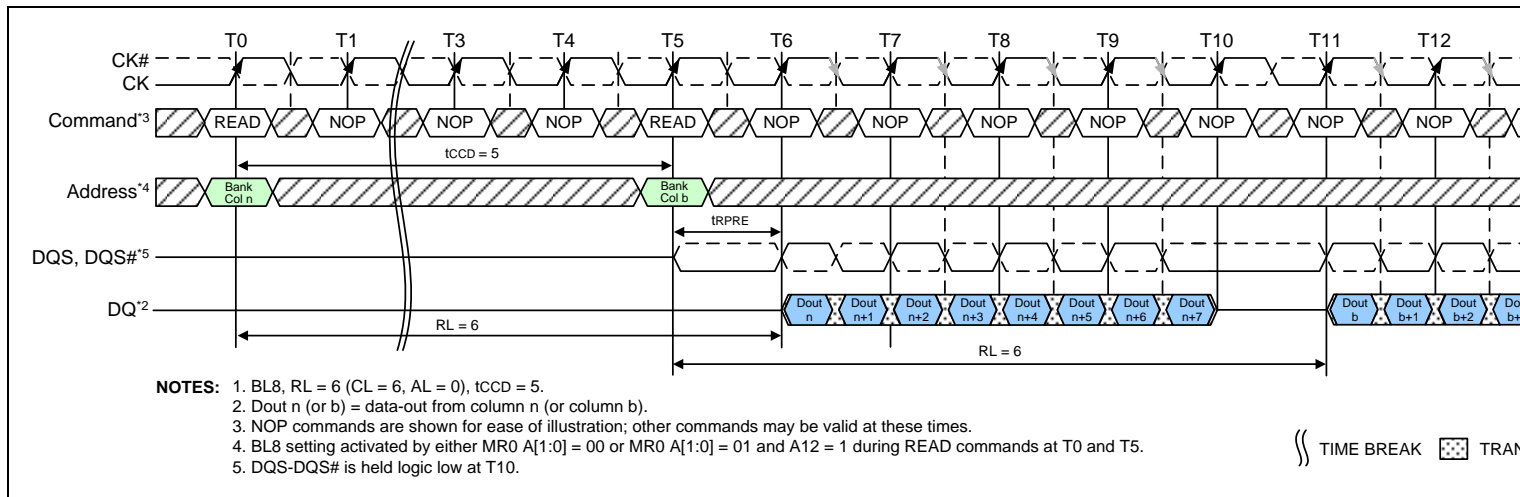 T0 T1 T3 T4 T5 T6 T7 T8 T9 T10 T11 T12
CK#
CK
Command*3 READ NOP NOP NOP READ NOP NOP NOP NOP NOP NOP NOP
tCCD = 5
Address*4 Bank Col n Bank Col b
tRPRE
DQS, DQS#*5
DQ*2 Dout n Dout n+1 Dout n+2 Dout n+3 Dout n+4 Dout n+5 Dout n+6 Dout n+7 Dout b Dout b+1 Dout b+2
RL = 6
RL = 6
NOTES: 1. BL8, RL = 6 (CL = 6, AL = 0), tCCD = 5.
2. Dout n (or b) = data-out from column n (or column b).
3. NOP commands are shown for ease of illustration; other commands may be valid at these times.
4. BL8 setting activated by either MR0 A[1:0] = 00 or MR0 A[1:0] = 01 and A12 = 1 during READ commands at T0 and T5.
5. DQS-DQS# is held logic low at T10.
TIME BREAK TRAN